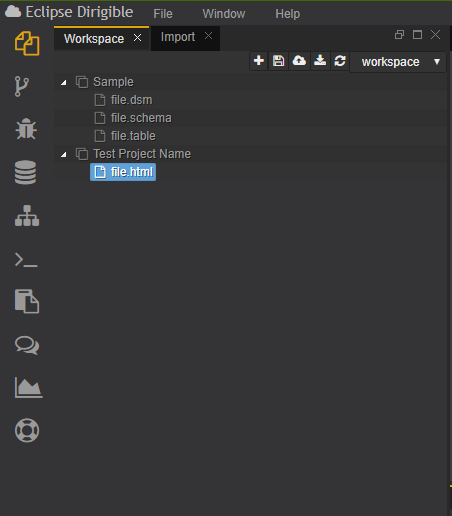 Eclipse Dirigible File Window Help
Workspace Import
workspace
Sample
file.dsm
file.schema
file.table
Test Project Name
file.html